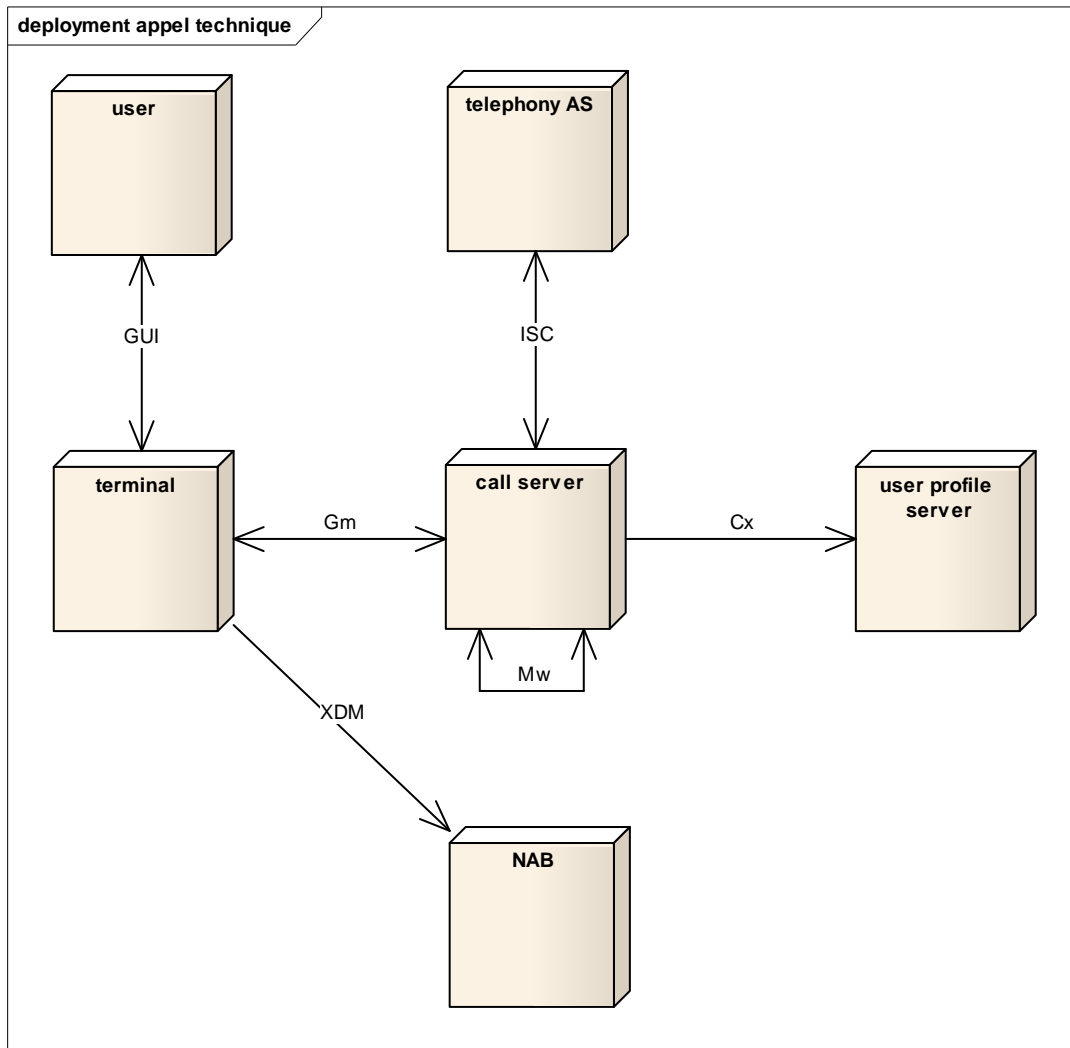 deployment appel technique
user
telephony AS
GUI
ISC
terminal
call server
user profile
server
Gm
Cx
Mw
XDM
NAB